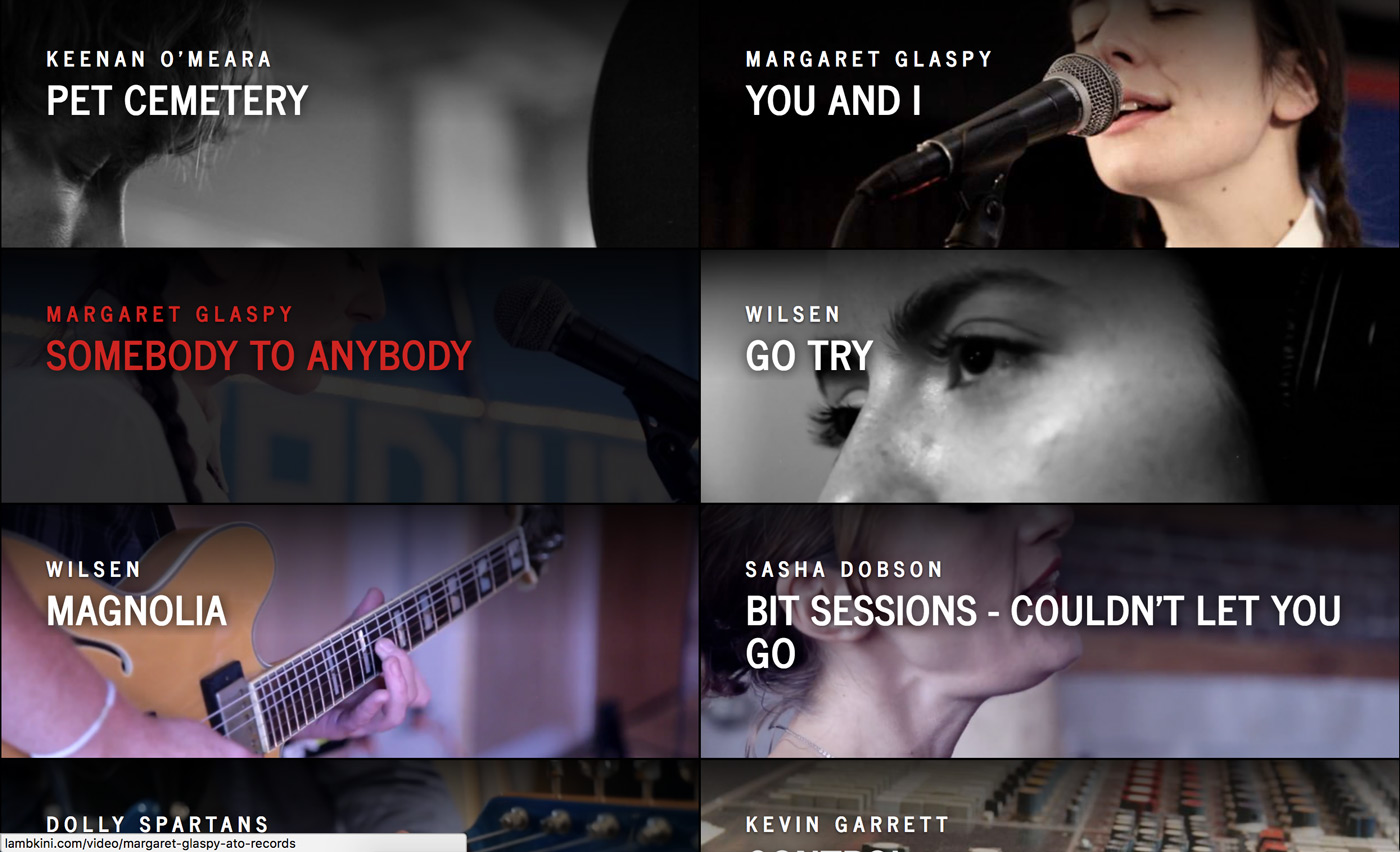 KEENAN O’MEARA
PET CEMETERY
MARGARET GLASPY
YOU AND I
MARGARET GLASPY
SOMEBODY TO ANYBODY
WILSEN
GO TRY
WILSEN
MAGNOLIA
SASHA DOBSON
BIT SESSIONS - COULDN’T LET YOU
GO
DOLLY SPARTANS
KEVIN GARRETT
lambkini.com/video/margaret-glaspy-ato-records